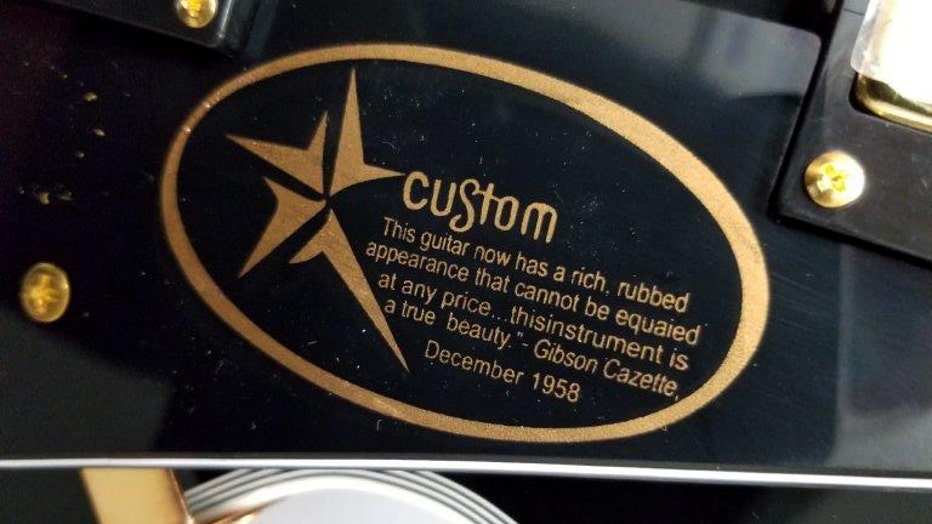 custom
This guitar now has a rich, rubbed
appearance that cannot be equaied
at any price...thisinstrument is
a true beauty."- Gibson Cazette,
December 1958